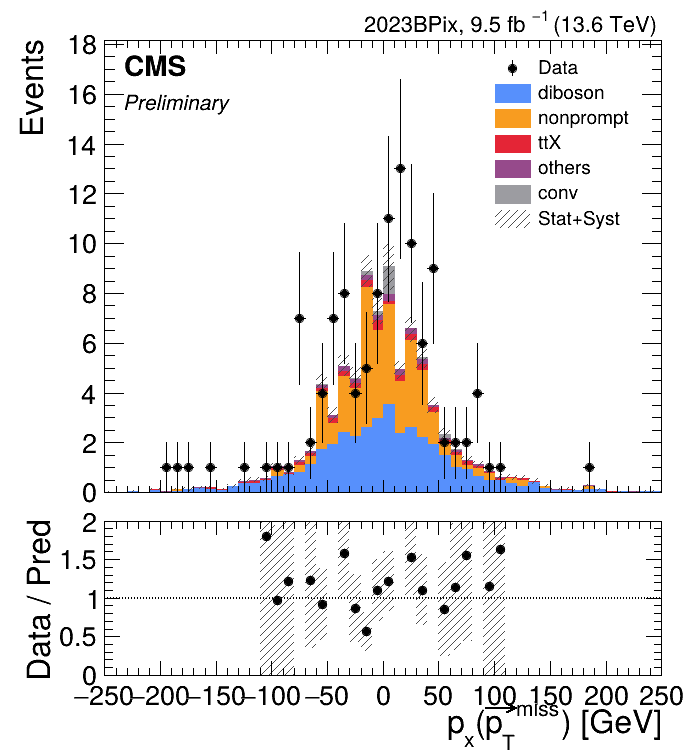 2023BPix, 9.5 fb⁻¹ (13.6 TeV)
Events
18
16
14
12
10
8
6
4
2
0
CMS
Preliminary
Data
diboson
nonprompt
ttX
others
conv
Stat+Syst
Data / Pred
2
1.5
1
0.5
0
−250 −200 −150 −100 −50 0 50 100 150 200 250
pₓ(p⃗_T^miss) [GeV]